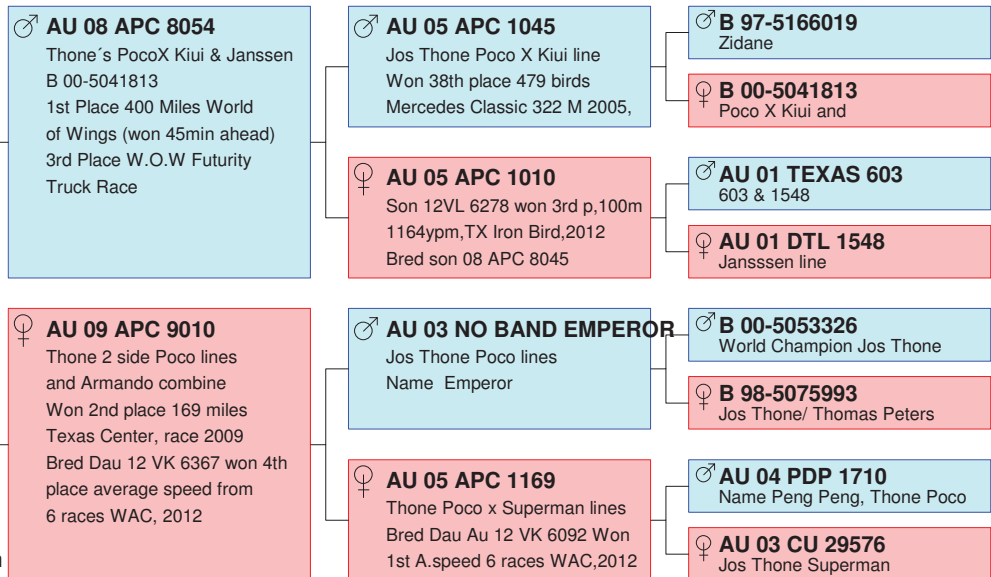 AU 08 APC 8054
Thone´s PocoX Kiui & Janssen
B 00-5041813
1st Place 400 Miles World
of Wings (won 45min ahead)
3rd Place W.O.W Futurity
Truck Race
AU 09 APC 9010
Thone 2 side Poco lines
and Armando combine
Won 2nd place 169 miles
Texas Center, race 2009
Bred Dau 12 VK 6367 won 4th
place average speed from
6 races WAC, 2012
AU 05 APC 1045
Jos Thone Poco X Kiui line
Won 38th place 479 birds
Mercedes Classic 322 M 2005,
AU 05 APC 1010
Son 12VL 6278 won 3rd p,100m
1164ypm,TX Iron Bird,2012
Bred son 08 APC 8045
AU 03 NO BAND EMPEROR
Jos Thone Poco lines
Name Emperor
AU 05 APC 1169
Thone Poco x Superman lines
Bred Dau Au 12 VK 6092 Won
1st A.speed 6 races WAC,2012
B 97-5166019
Zidane
B 00-5041813
Poco X Kiui and
AU 01 TEXAS 603
603 & 1548
AU 01 DTL 1548
Jansssen line
B 00-5053326
World Champion Jos Thone
B 98-5075993
Jos Thone/ Thomas Peters
AU 04 PDP 1710
Name Peng Peng, Thone Poco
AU 03 CU 29576
Jos Thone Superman